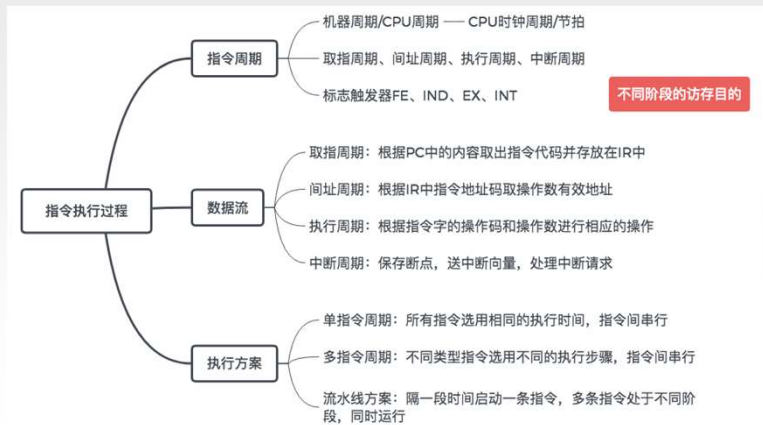 指令执行过程
指令周期
机器周期/CPU周期 CPU时钟周期/节拍
取指周期、间址周期、执行周期、中断周期
标志触发器FE、IND、EX、INT
不同阶段的访存目的
数据流
取指周期：根据PC中的内容取出指令代码并存放在IR中
间址周期：根据IR中指令地址码取操作数有效地址
执行周期：根据指令字的操作码和操作数进行相应的操作
中断周期：保存断点，送中断向量，处理中断请求
执行方案
单指令周期：所有指令选用相同的执行时间，指令间串行
多指令周期：不同类型指令选用不同的执行步骤，指令间串行
流水线方案：隔一段时间启动一条指令，多条指令处于不同阶
段，同时运行